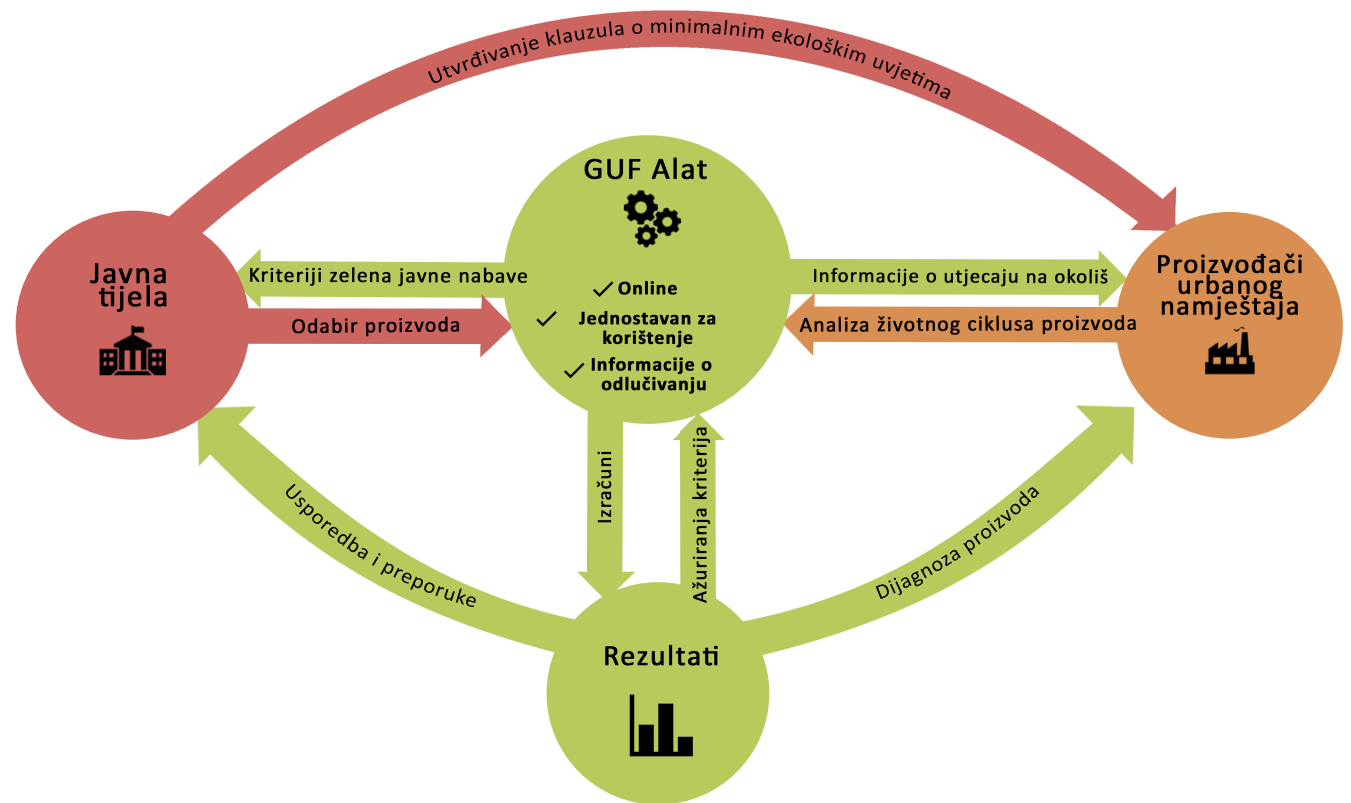 Utvrđivanje klauzula o minimalnim ekološkim uvjetima
GUF Alat
Javna
tijela
Kriteriji zelena javne nabave
Odabir proizvoda
Online
Jednostavan za
korištenje
Informacije o
odlučivanju
Informacije o utjecaju na okoliš
Analiza životnog ciklusa proizvoda
Proizvođači
urbanog
namještaja
Izračuni
Ažuriranja kriterija
Usporedba i preporuke
Dijagnoza proizvoda
Rezultati